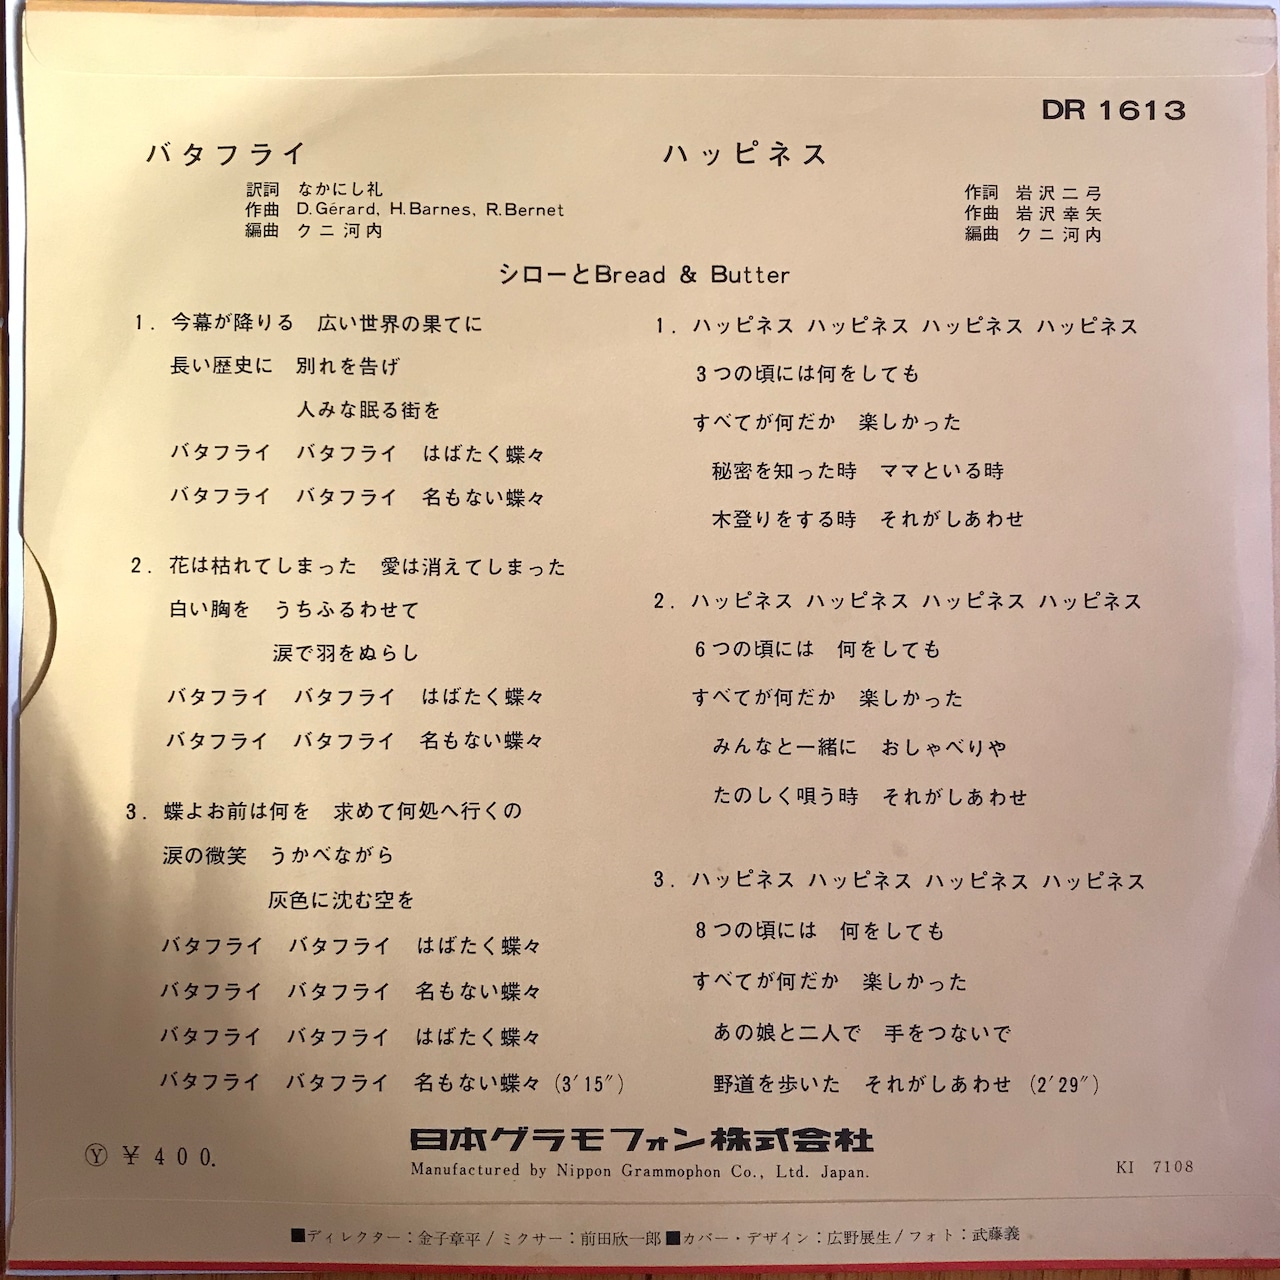 DR 1613
バタフライ
訳詞 なかにし礼
作曲 D.Gérard, H.Barnes, R.Bernet
編曲 クニ河内
ハッピネス
作詞 岩沢二弓
作曲 岩沢幸矢
編曲 クニ河内
シローとBread & Butter
1. 今幕が降りる 広い世界の果てに
長い歴史に 別れを告げ
人みな眠る街を
バタフライ バタフライ はばたく蝶々
バタフライ バタフライ 名もない蝶々
2. 花は枯れてしまった 愛は消えてしまった
白い胸を うちふるわせて
涙で羽をぬらし
バタフライ バタフライ はばたく蝶々
バタフライ バタフライ 名もない蝶々
3. 蝶よお前は何を 求めて何処へ行くの
涙の微笑 うかべながら
灰色に沈む空を
バタフライ バタフライ はばたく蝶々
バタフライ バタフライ 名もない蝶々
バタフライ バタフライ はばたく蝶々
バタフライ バタフライ 名もない蝶々 (3′15″)
1. ハッピネス ハッピネス ハッピネス ハッピネス
3つの頃には何をしても
すべてが何だか 楽しかった
秘密を知った時 ママといる時
木登りをする時 それがしあわせ
2. ハッピネス ハッピネス ハッピネス ハッピネス
6つの頃には 何をしても
すべてが何だか 楽しかった
みんなと一緒に おしゃべりや
たのしく唄う時 それがしあわせ
3. ハッピネス ハッピネス ハッピネス ハッピネス
8つの頃には 何をしても
すべてが何だか 楽しかった
あの娘と二人で 手をつないで
野道を歩いた それがしあわせ (2′29″)
Ⓨ ¥400.
日本グラモフォン株式会社
Manufactured by Nippon Grammophon Co., Ltd. Japan.
KI 7108
■ディレクター：金子章平/ミクサー：前田欣一郎■カバー・デザイン：広野展生/フォト：武藤義